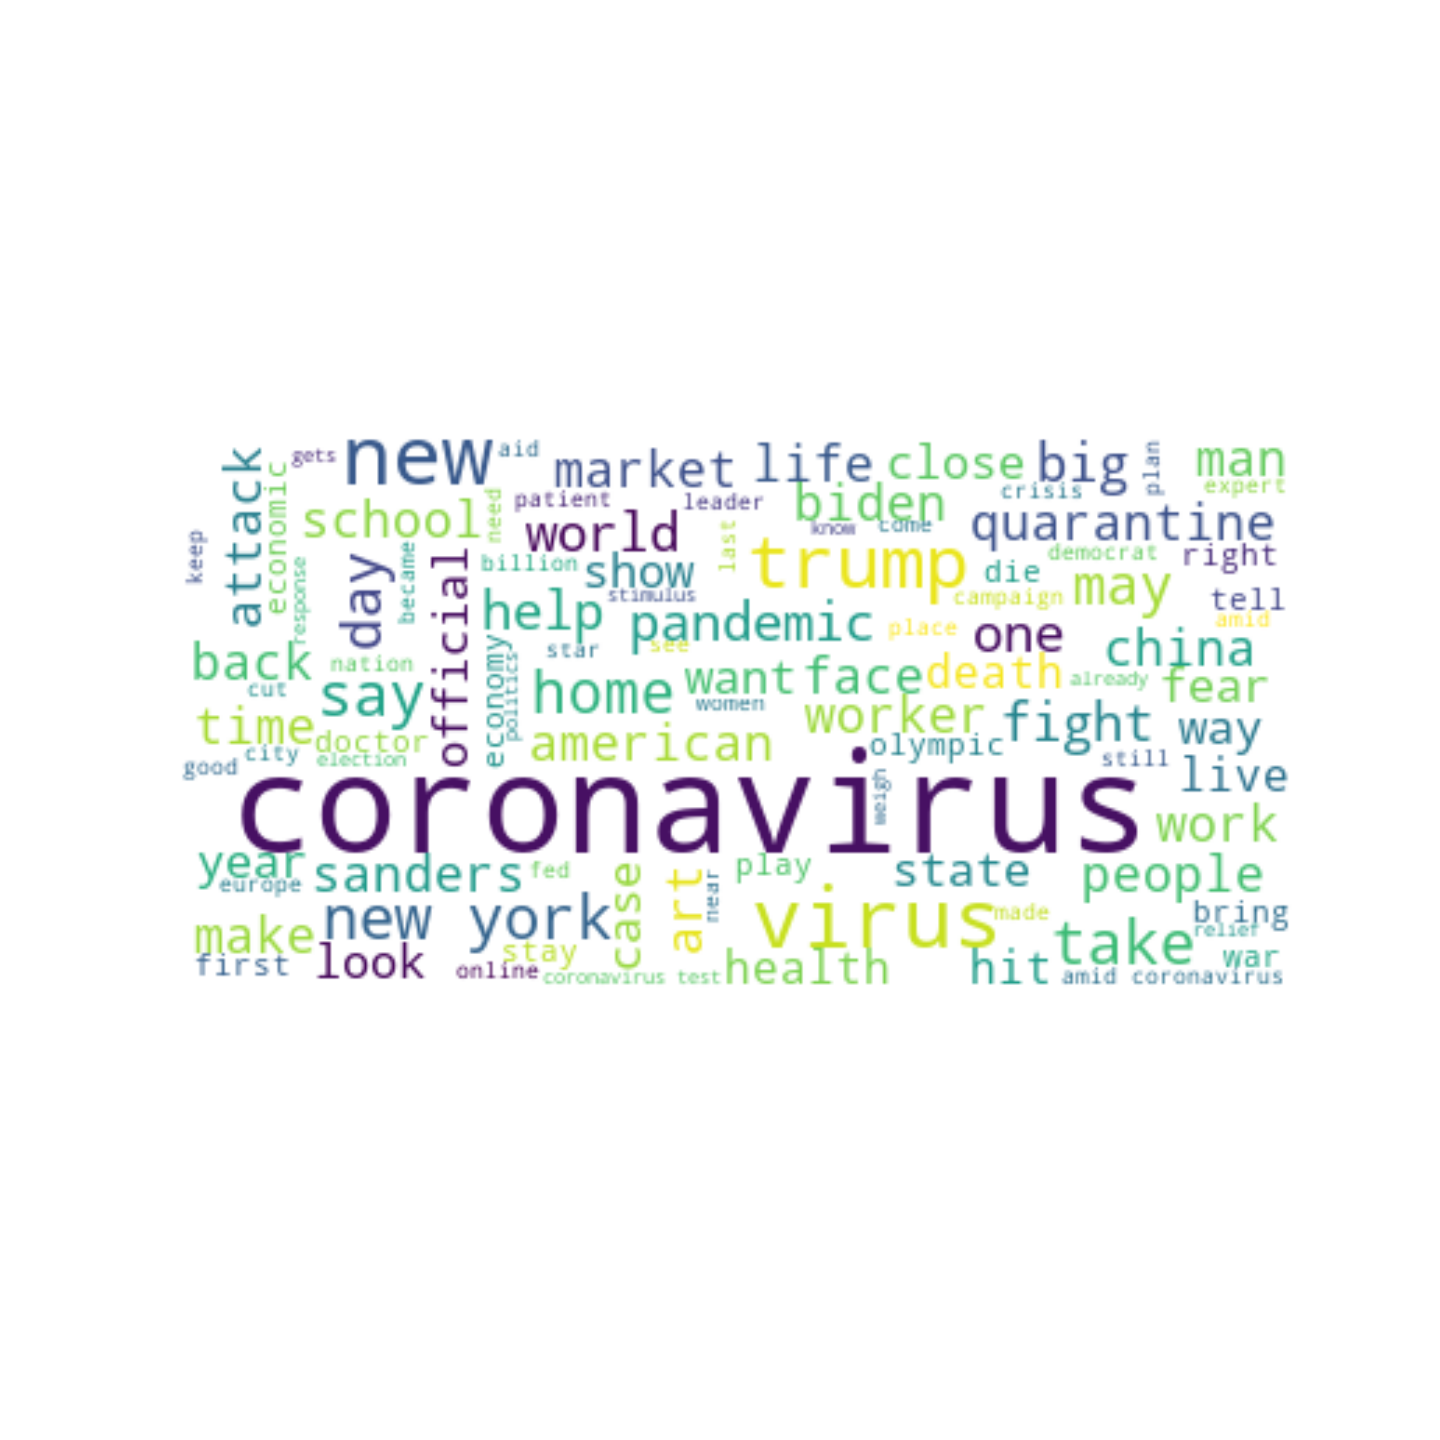 new
aid
gets
market
life
close
big
plan
man
expert
attack
economic
school
need
patient
leader
biden
crisis
quarantine
world
last
know
come
keep
response
day
became
official
billion
show
stimulus
trump
die
democrat
right
campaign
may
tell
amid
help
pandemic
place
one
china
back
nation
economy
politics
star
see
cut
say
home
want
women
face
death
already
fear
time
city
doctor
election
good
american
worker
olympic
fight
way
still
live
coronavirus
weigh
work
year
europe
sanders
fed
case
art
near
play
state
people
new york
virus
made
bring
relief
make
first
look
stay
online
coronavirus test
health
take
hit
war
amid coronavirus